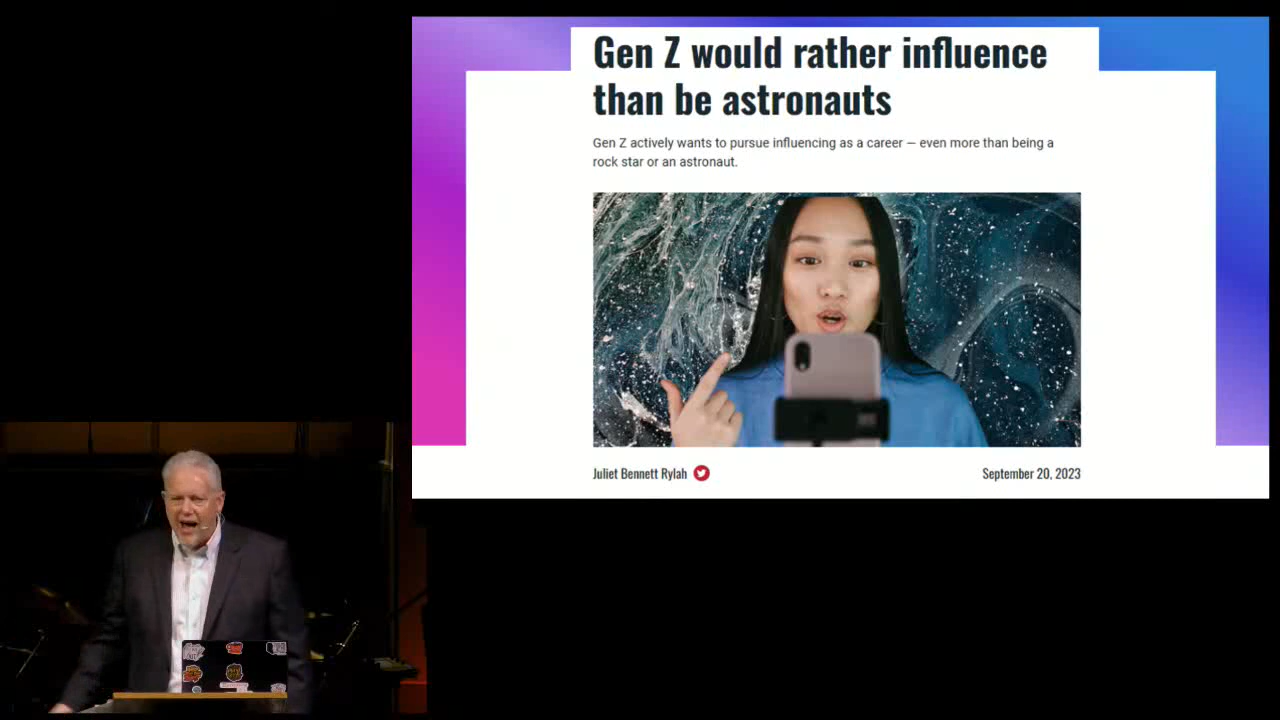 Gen Z would rather influence
than be astronauts
Gen Z actively wants to pursue influencing as a career — even more than being a
rock star or an astronaut.
Juliet Bennett Rylah
September 20, 2023